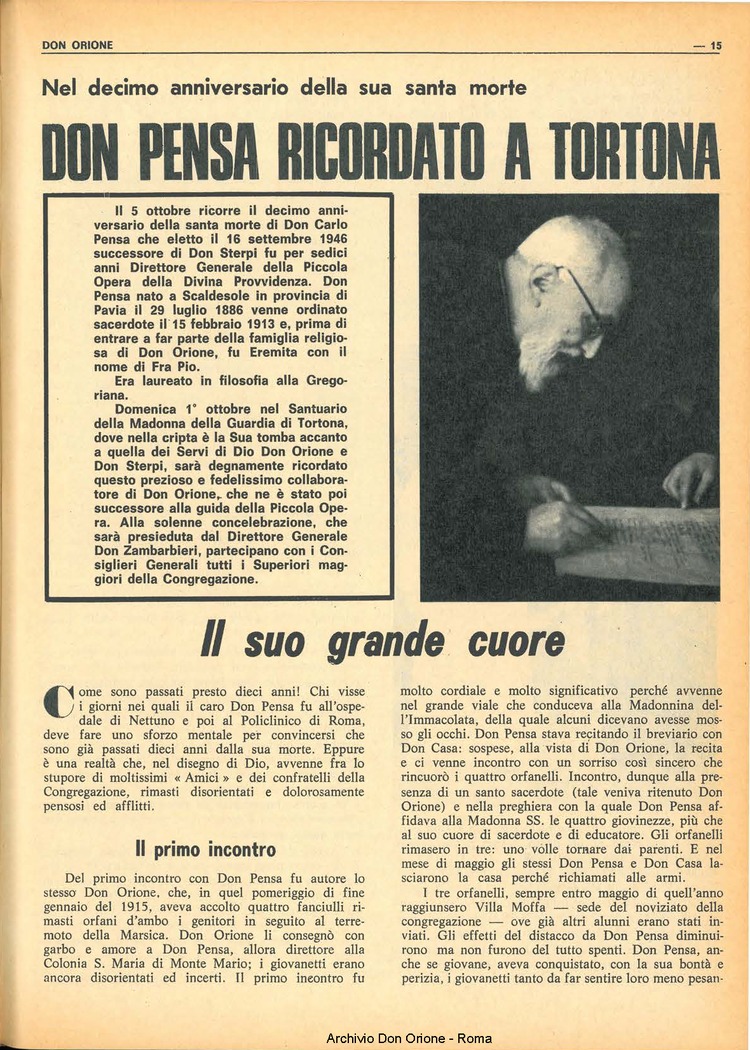 DON ORIONE
— 15
Nel decimo anniversario della sua santa morte
DON PENSA RICORDATO A TORTONA
Il 5 ottobre ricorre il decimo anni-
versario della santa morte di Don Carlo
Pensa che eletto il 16 settembre 1946
successore di Don Sterpi fu per sedici
anni Direttore Generale della Piccola
Opera della Divina Provvidenza. Don
Pensa nato a Scaldesole in provincia di
Pavia il 29 luglio 1886 venne ordinato
sacerdote il 15 febbraio 1913 e, prima di
entrare a far parte della famiglia religio-
sa di Don Orione, fu Eremita con il
nome di Fra Pio.
Era laureato in filosofia alla Grego-
riana.
Domenica 1° ottobre nel Santuario
della Madonna della Guardia di Tortona,
dove nella cripta è la Sua tomba accanto
a quella dei Servi di Dio Don Orione e
Don Sterpi, sarà degnamente ricordato
questo prezioso e fedelissimo collabora-
tore di Don Orione, che ne è stato poi
successore alla guida della Piccola Ope-
ra. Alla solenne concelebrazione, che
sarà presieduta dal Direttore Generale
Don Zambarbieri, partecipano con i Con-
siglieri Generali tutti i Superiori mag-
giori della Congregazione.
Il suo grande cuore
Come sono passati presto dieci anni! Chi visse
i giorni nei quali il caro Don Pensa fu all'ospe-
dale di Nettuno e poi al Policlinico di Roma,
deve fare uno sforzo mentale per convincersi che
sono già passati dieci anni dalla sua morte. Eppure
è una realtà che, nel disegno di Dio, avvenne fra lo
stupore di moltissimi « Amici » e dei confratelli della
Congregazione, rimasti disorientati e dolorosamente
pensosi ed afflitti.
Il primo incontro
Del primo incontro con Don Pensa fu autore lo
stesso Don Orione. che, in quel pomeriggio di fine
gennaio del 1915, aveva accolto quattro fanciulli ri-
masti orfani d'ambo i genitori in seguito al terre-
moto della Marsica. Don Orione li consegnò con
garbo e amore a Don Pensa, allora direttore alla
Colonia S. Maria di Monte Mario; i giovanetti erano
ancora disorientati ed incerti. Il primo incontro fu
molto cordiale e molto significativo perché avvenne
nel grande viale che conduceva alla Madonnina del-
l'Immacolata, della quale alcuni dicevano avesse mos-
so gli occhi. Don Pensa stava recitando il breviario con
Don Casa: sospese, alla vista di Don Orione, la recita
e ci venne incontro con un sorriso così sincero che
rincuorò i quattro orfanelli. Incontro, dunque alla pre-
senza di un santo sacerdote (tale veniva ritenuto Don
Orione) e nella preghiera con la quale Don Pensa af-
fidava alla Madonna SS. le quattro giovinezze, più che
al suo cuore di sacerdote e di educatore. Gli orfanelli
rimasero in tre: uno volle tornare dai parenti. E nel
mese di maggio gli stessi Don Pensa e Don Casa la-
sciarono la casa perché richiamati alle armi.
I tre orfanelli, sempre entro maggio di quell'anno
raggiunsero Villa Moffa — sede del noviziato della
congregazione — ove già altri alunni erano stati in-
viati. Gli effetti del distacco da Don Pensa diminui-
rono ma non furono del tutto spenti. Don Pensa, an-
che se giovane, aveva conquistato, con la sua bontà e
perizia, i giovanetti tanto da far sentire loro meno pesan-
Archivio Don Orione - Roma